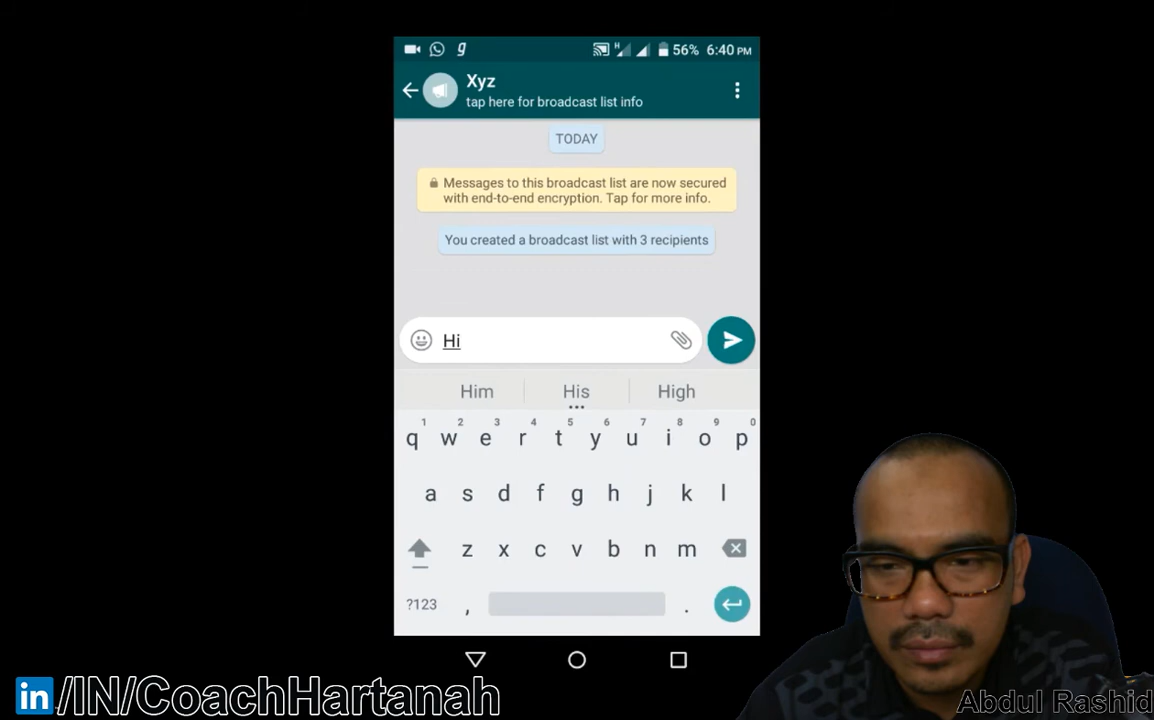 g
H
56%
6:40 PM
Xyz
tap here for broadcast list info
TODAY
Messages to this broadcast list are now secured
with end-to-end encryption. Tap for more info.
You created a broadcast list with 3 recipients
Hi
Him His High
1 2 3 4 5 6 7 8 9 0
q w e r t y u i o p
a s d f g h j k l
z x c v b n m
?123 , .
in/IN/CoachHartanah
Abdul Rashid